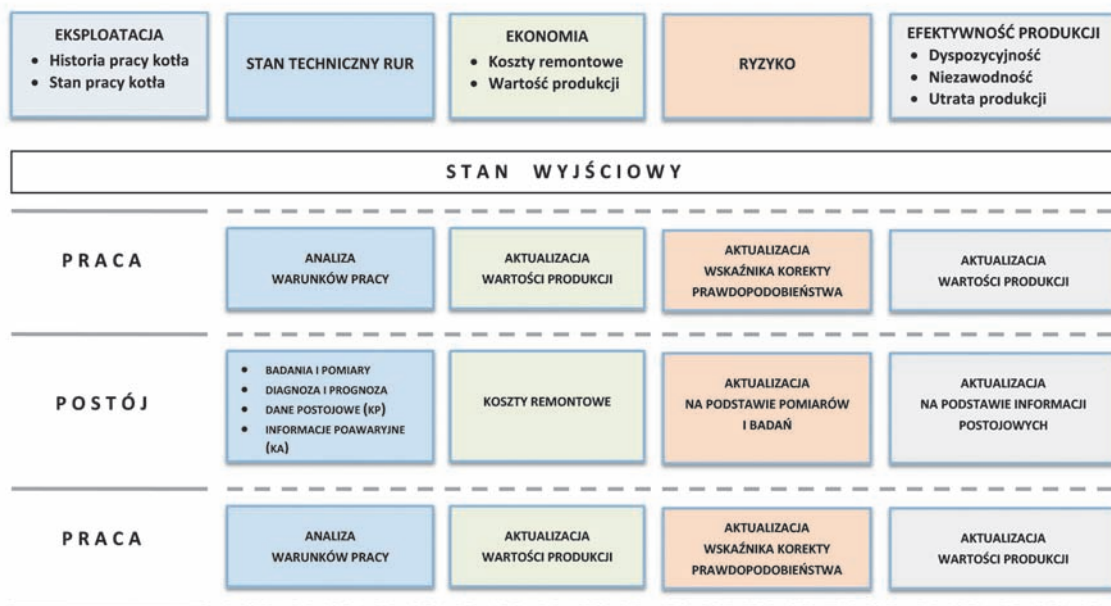 EKSPLOATACJA
• Historia pracy kotła
• Stan pracy kotła
STAN TECHNICZNY RUR
EKONOMIA
• Koszty remontowe
• Wartość produkcji
RYZYKO
EFEKTYWNOŚĆ PRODUKCJI
• Dyspozycyjność
• Niezawodność
• Utrata produkcji
STAN WYJŚCIOWY
PRACA
ANALIZA
WARUNKÓW PRACY
AKTUALIZACJA
WARTOŚCI PRODUKCJI
AKTUALIZACJA
WSKAŹNIKA KOREKTY
PRAWDOPODOBIEŃSTWA
AKTUALIZACJA
WARTOŚCI PRODUKCJI
POSTÓJ
• BADANIA I POMIARY
• DIAGNOZA I PROGNOZA
• DANE POSTOJOWE (KP)
• INFORMACJE POAWARYJNE
(KA)
KOSZTY REMONTOWE
AKTUALIZACJA
NA PODSTAWIE POMIARÓW
I BADAŃ
AKTUALIZACJA
NA PODSTAWIE INFORMACJI
POSTOJOWYCH
PRACA
ANALIZA
WARUNKÓW PRACY
AKTUALIZACJA
WARTOŚCI PRODUKCJI
AKTUALIZACJA
WSKAŹNIKA KOREKTY
PRAWDOPODOBIEŃSTWA
AKTUALIZACJA
WARTOŚCI PRODUKCJI